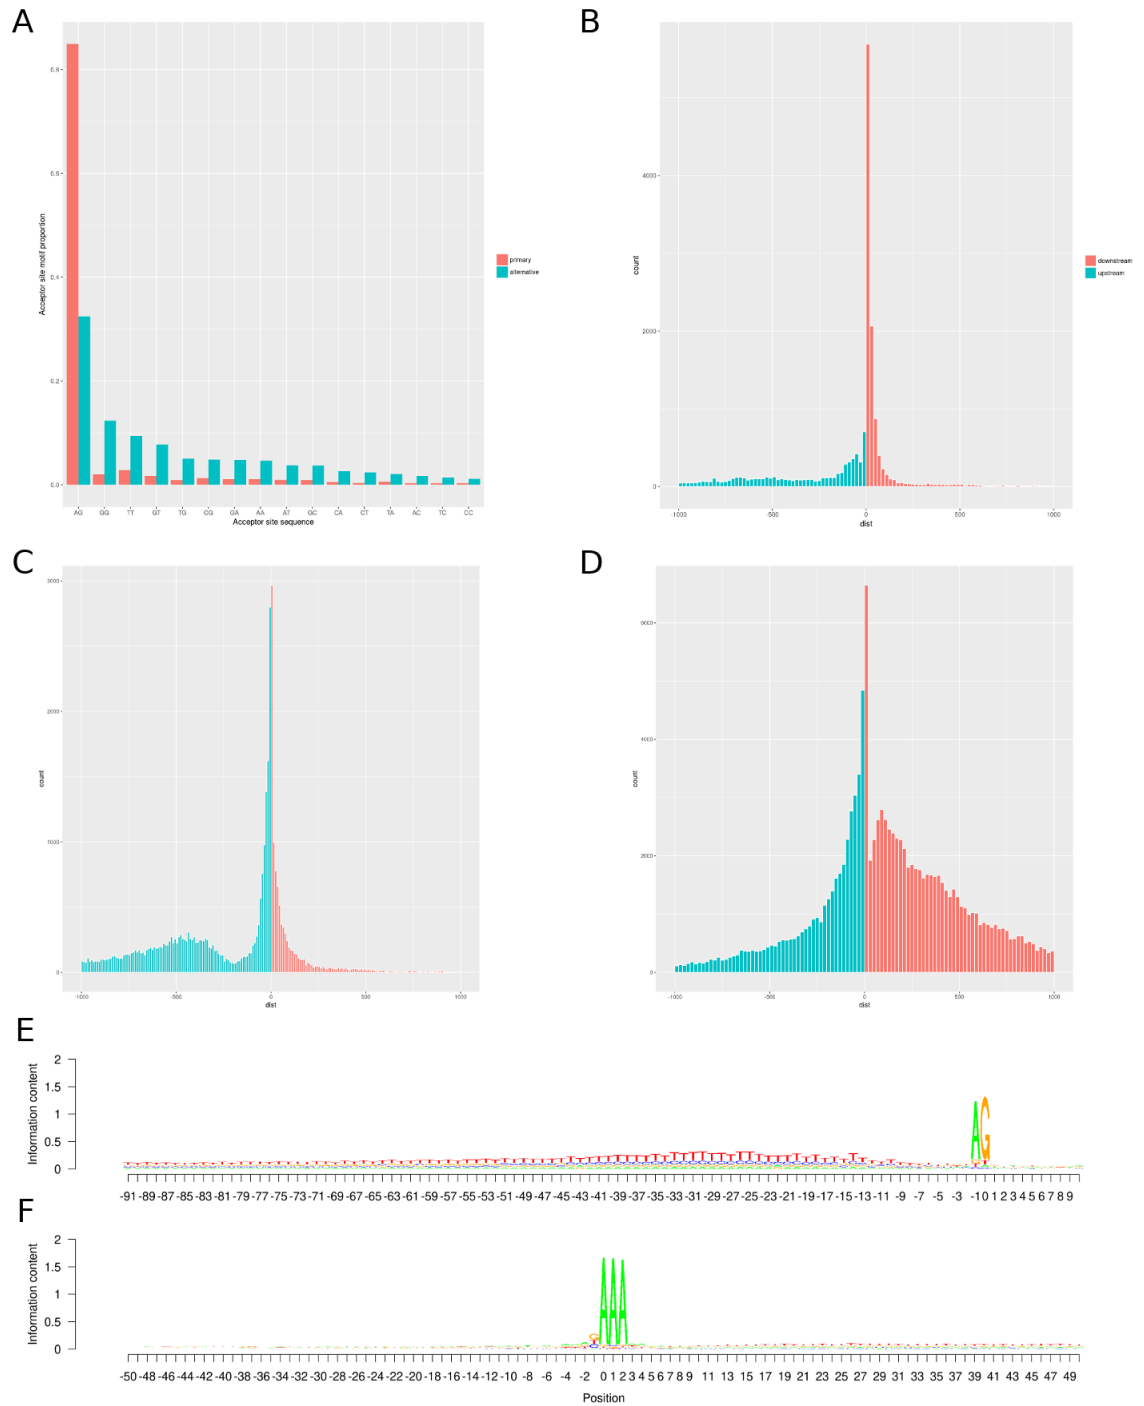 A
0.8
0.6
0.4
0.2
0.0
Acceptor site motif proportion
AG GG TT GT TG CG GA AA AT GC CA CT TA AC TC CC
Acceptor site sequence
primary
alternative
B
4000
2000
0
count
-1000 -500 0 500 1000
dist
downstream
upstream
C
3000
2000
1000
0
count
-1000 -500 0 500 1000
dist
D
6000
4000
2000
0
count
-1000 -500 0 500 1000
dist
E
2
1.5
1
0.5
0
Information content
AG
-91 -89 -87 -85 -83 -81 -79 -77 -75 -73 -71 -69 -67 -65 -63 -61 -59 -57 -55 -53 -51 -49 -47 -45 -43 -41 -39 -37 -35 -33 -31 -29 -27 -25 -23 -21 -19 -17 -15 -13 -11 -9 -7 -5 -3 -1 0 1 2 3 4 5 6 7 8 9
F
2
1.5
1
0.5
0
Information content
AAA
-50 -48 -46 -44 -42 -40 -38 -36 -34 -32 -30 -28 -26 -24 -22 -20 -18 -16 -14 -12 -10 -8 -6 -4 -2 0 1 2 3 4 5 6 7 8 9 11 13 15 17 19 21 23 25 27 29 31 33 35 37 39 41 43 45 47 49
Position